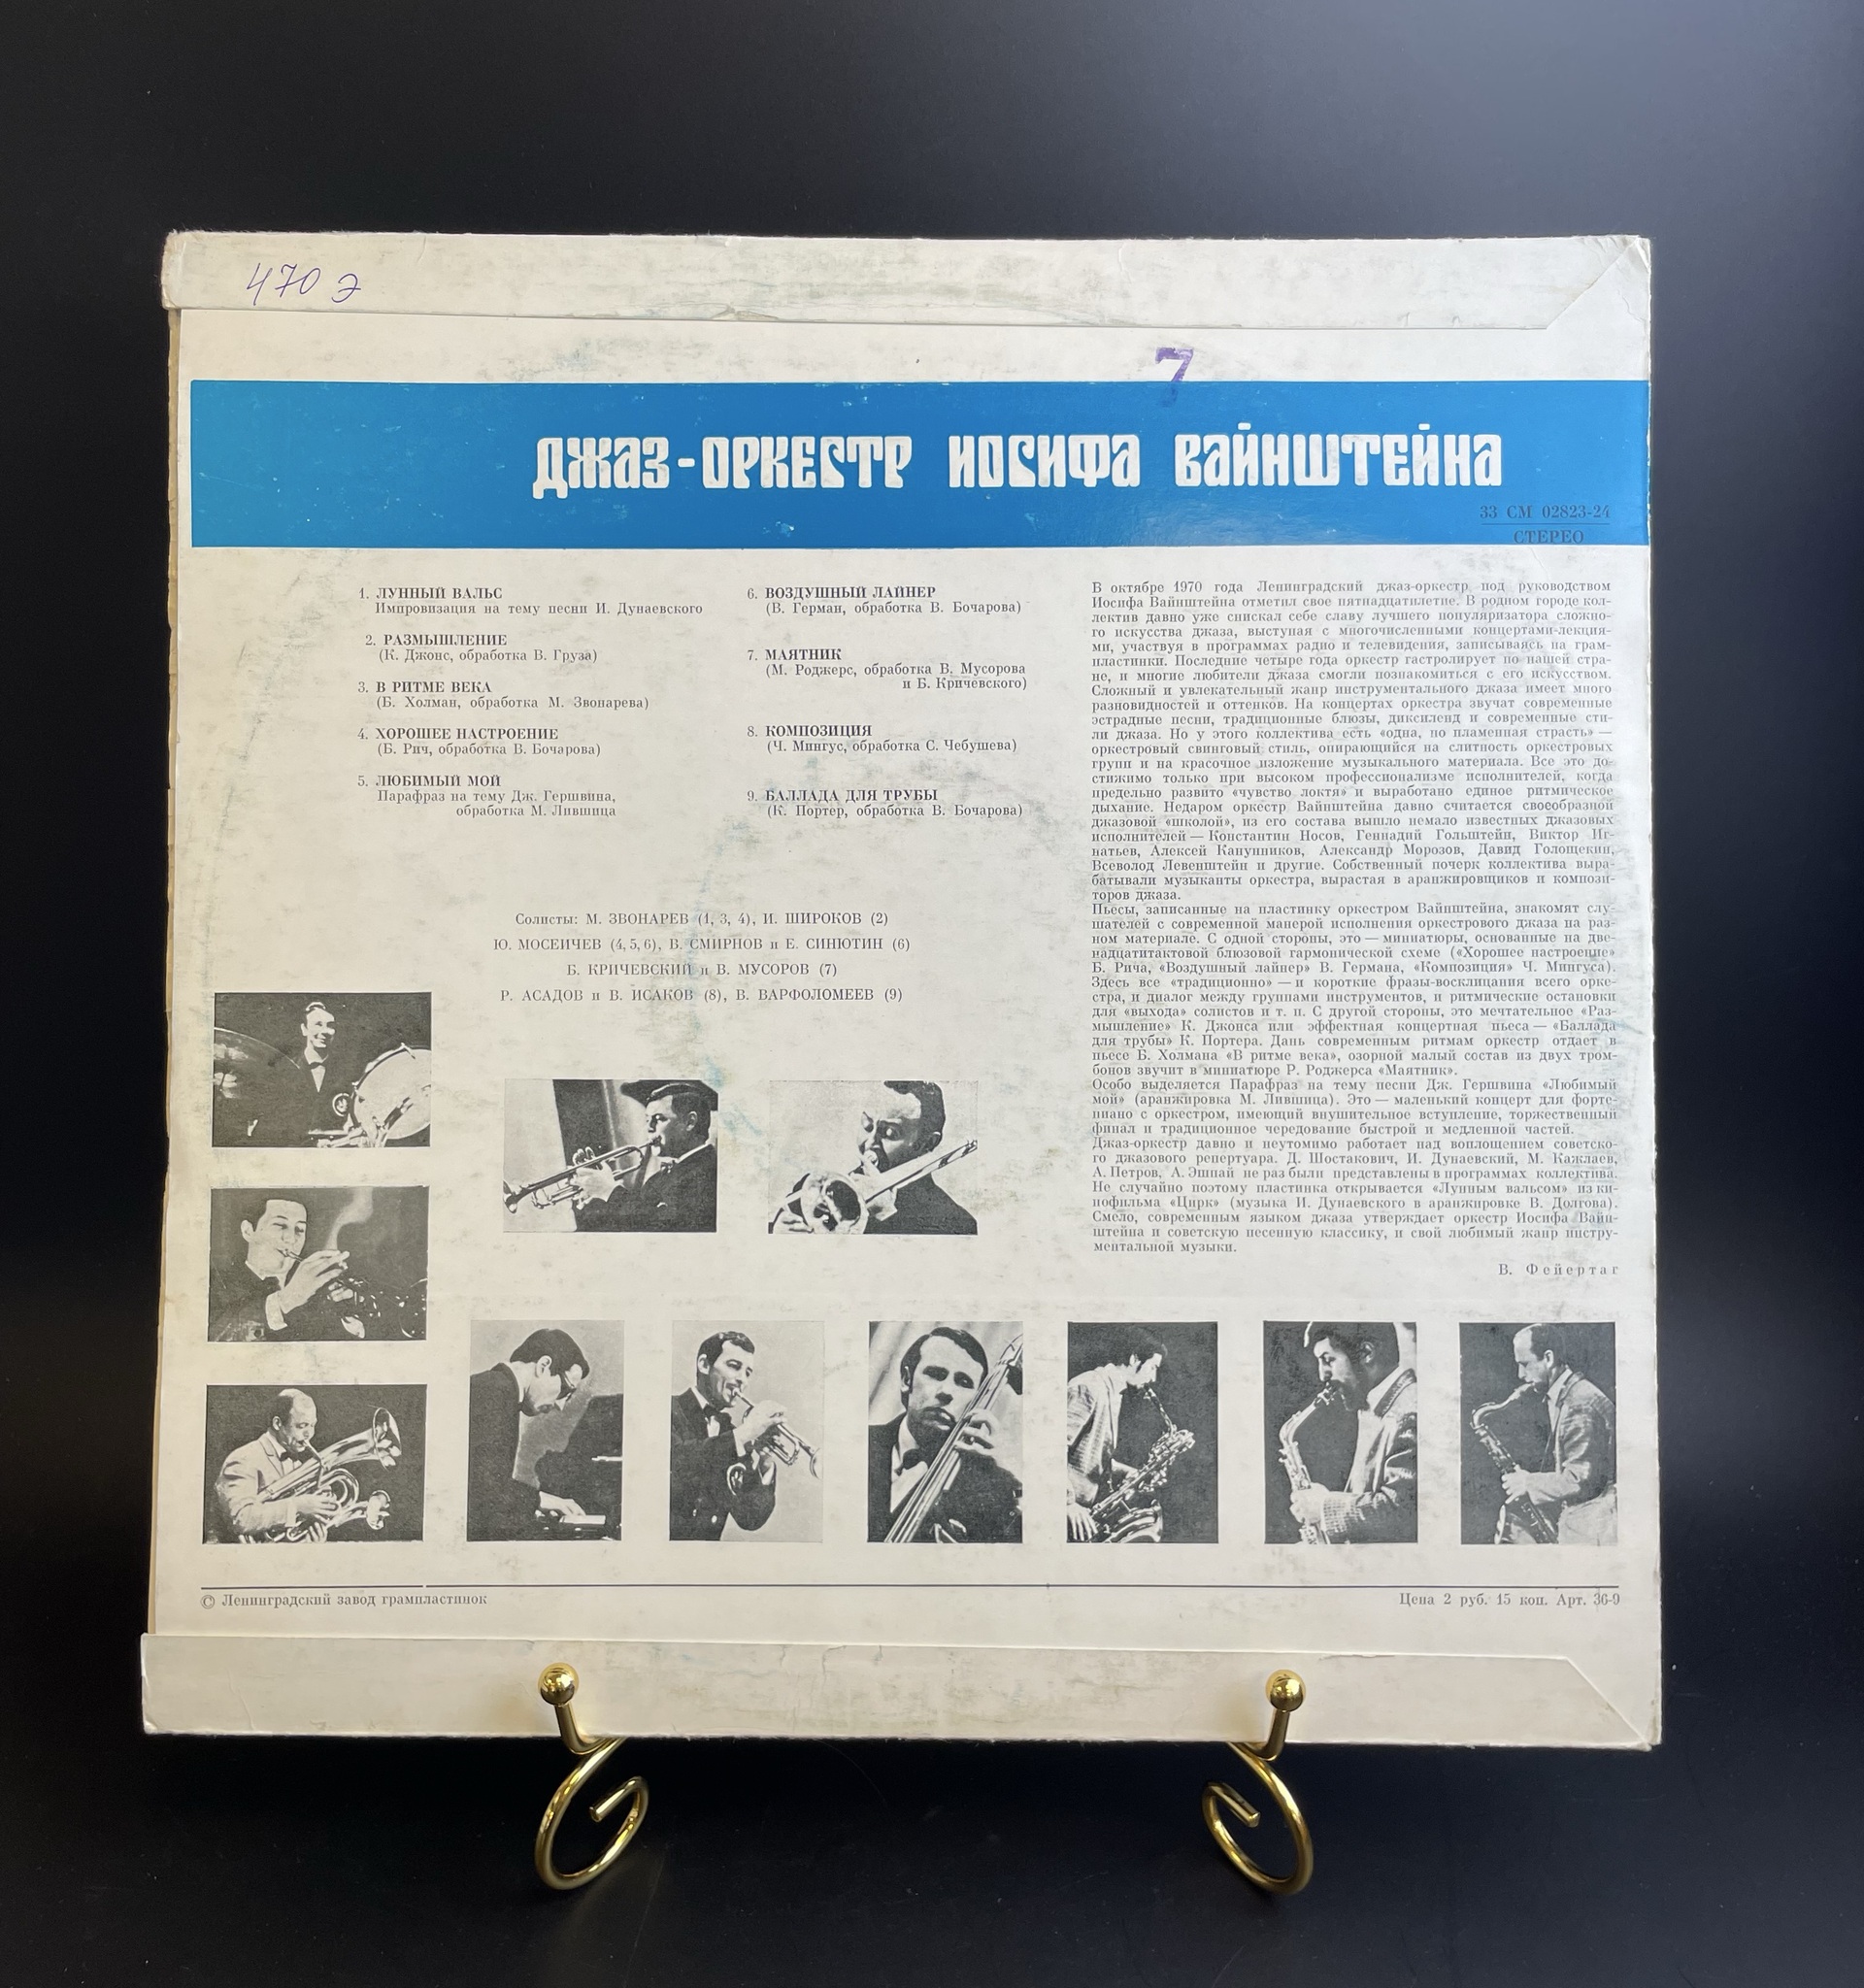 470 Э
7
ДЖАЗ-ОРКЕСТР ИОСИФА ВАЙНШТЕЙНА
33 СМ 02823-24
СТЕРЕО
1. ЛУННЫЙ ВАЛЬС
Импровизация на тему песни И. Дунаевского
2. РАЗМЫШЛЕНИЕ
(К. Джонс, обработка В. Груза)
3. В РИТМЕ ВЕКА
(Б. Холман, обработка М. Звонарева)
4. ХОРОШЕЕ НАСТРОЕНИЕ
(Б. Рич, обработка В. Бочарова)
5. ЛЮБИМЫЙ МОЙ
Парафраз на тему Дж. Гершвина,
обработка М. Лившица
6. ВОЗДУШНЫЙ ЛАЙНЕР
(В. Герман, обработка В. Бочарова)
7. МАЯТНИК
(М. Роджерс, обработка В. Мусорова
и Б. Кричевского)
8. КОМПОЗИЦИЯ
(Ч. Мингус, обработка С. Чебушева)
9. БАЛЛАДА ДЛЯ ТРУБЫ
(К. Портер, обработка В. Бочарова)
Солисты: М. ЗВОНАРЕВ (1, 3, 4), И. ШИРОКОВ (2)
Ю. МОСЕИЧЕВ (4, 5, 6), В. СМИРНОВ и Е. СИНЮТИН (6)
Б. КРИЧЕВСКИЙ и В. МУСОРОВ (7)
Р. АСАДОВ и В. ИСАКОВ (8), В. ВАРФОЛОМЕЕВ (9)
В октябре 1970 года Ленинградский джаз-оркестр под руководством
Иосифа Вайнштейна отметил свое пятнадцатилетие. В родном городе кол-
лектив давно уже снискал себе славу лучшего популяризатора сложно-
го искусства джаза, выступая с многочисленными концертами-лекция-
ми, участвуя в программах радио и телевидения, записываясь на грам-
пластинки. Последние четыре года оркестр гастролирует по нашей стра-
не, и многие любители джаза смогли познакомиться с его искусством.
Сложный и увлекательный жанр инструментального джаза имеет много
разновидностей и оттенков. На концертах оркестра звучат современные
эстрадные песни, традиционные блюзы, диксиленд и современные сти-
ли джаза. Но у этого коллектива есть «одна, но пламенная страсть» —
оркестровый свинговый стиль, опирающийся на слитность оркестровых
групп и на красочное изложение музыкального материала. Все это до-
стижимо только при высоком профессионализме исполнителей, когда
предельно развито «чувство локтя» и выработано единое ритмическое
дыхание. Недаром оркестр Вайнштейна давно считается своеобразной
джазовой «школой», из его состава вышло немало известных джазовых
исполнителей — Константин Носов, Геннадий Гольштейн, Виктор Иг-
натьев, Алексей Канунников, Александр Морозов, Давид Голощекин,
Всеволод Левенштейн и другие. Собственный почерк коллектива выра-
батывали музыканты оркестра, вырастая в аранжировщиков и компози-
торов джаза.
Пьесы, записанные на пластинку оркестром Вайнштейна, знакомят слу-
шателей с современной манерой исполнения оркестрового джаза на раз-
ном материале. С одной стороны, это — миниатюры, основанные на две-
надцатитактовой блюзовой гармонической схеме («Хорошее настроение»
Б. Рича, «Воздушный лайнер» В. Германа, «Композиция» Ч. Мингуса).
Здесь все «традиционно» — и короткие фразы-восклицания всего орке-
стра, и диалог между группами инструментов, и ритмические остановки
для «выхода» солистов и т. п. С другой стороны, это мечтательное «Раз-
мышление» К. Джонса или эффектная концертная пьеса — «Баллада
для трубы» К. Портера. Дань современным ритмам оркестр отдает в
пьесе Б. Холмана «В ритме века», озорной малый состав из двух тром-
бонов звучит в миниатюре Р. Роджерса «Маятник».
Особо выделяется Парафраз на тему песни Дж. Гершвина «Любимый
мой» (аранжировка М. Лившица). Это — маленький концерт для форте-
пиано с оркестром, имеющий внушительное вступление, торжественный
финал и традиционное чередование быстрой и медленной частей.
Джаз-оркестр давно и неутомимо работает над воплощением советско-
го джазового репертуара. Д. Шостакович, И. Дунаевский, М. Кажлаев,
А. Петров, А. Эшпай не раз были представлены в программах коллектива.
Не случайно поэтому пластинка открывается «Лунным вальсом» из ки-
нофильма «Цирк» (музыка И. Дунаевского в аранжировке В. Долгова).
Смело, современным языком джаза утверждает оркестр Иосифа Вайн-
штейна и советскую песенную классику, и свой любимый жанр инстру-
ментальной музыки.
В. Фейертаг
© Ленинградский завод грампластинок
Цена 2 руб. 15 коп. Арт. 36-9